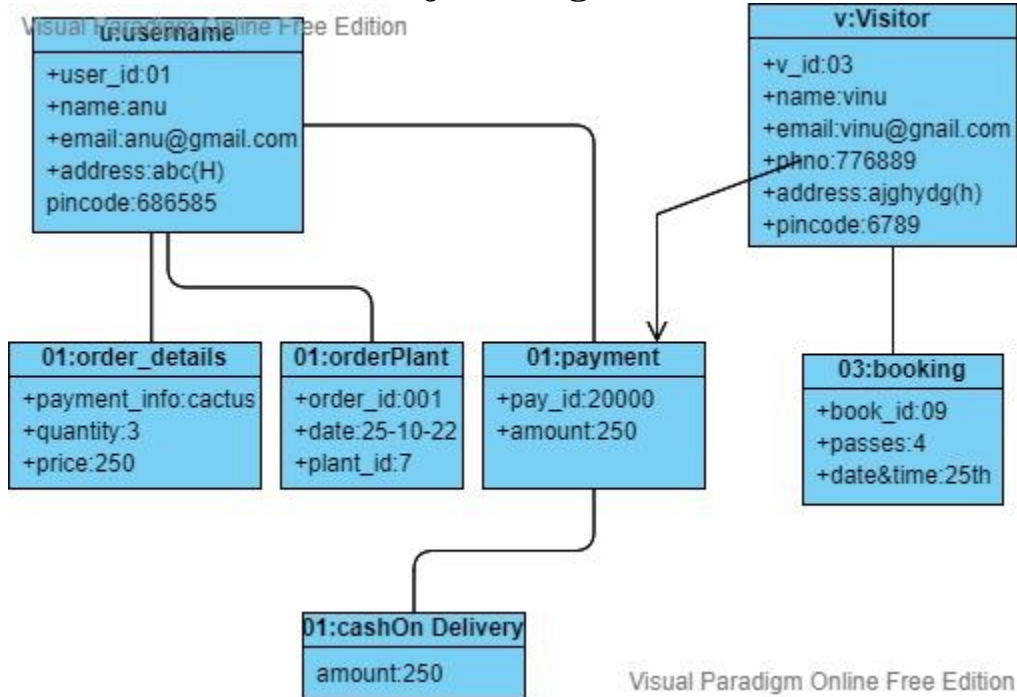 Visual Paradigm Online Free Edition
u:username
+user_id:01
+name:anu
+email:anu@gmail.com
+address:abc(H)
pincode:686585
v:Visitor
+v_id:03
+name:vinu
+email:vinu@gnail.com
+phno:776889
+address:ajghydg(h)
+pincode:6789
01:order_details
+payment_info:cactus
+quantity:3
+price:250
01:orderPlant
+order_id:001
+date:25-10-22
+plant_id:7
01:payment
+pay_id:20000
+amount:250
03:booking
+book_id:09
+passes:4
+date&time:25th
01:cashOn Delivery
amount:250
Visual Paradigm Online Free Edition